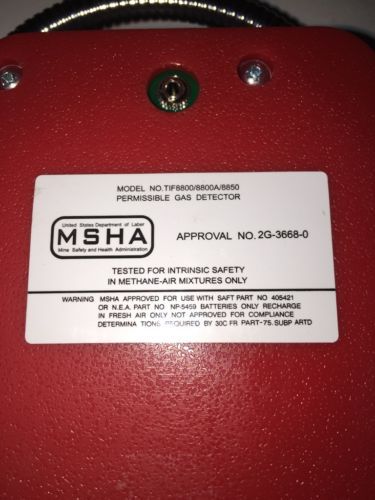 MODEL NO.TIF8800/8800A/8850
PERMISSIBLE GAS DETECTOR
United States Department of Labor
MSHA
Mine Safety and Health Administration
APPROVAL NO. 2G-3668-0
TESTED FOR INTRINSIC SAFETY
IN METHANE-AIR MIXTURES ONLY
WARNING MSHA APPROVED FOR USE WITH SAFT PART NO 405421
OR N.E.A. PART NO NP-5459 BATTERIES ONLY RECHARGE
IN FRESH AIR ONLY NOT APPROVED FOR COMPLIANCE
DETERMINA TIONS REQUIRED BY 30C FR PART-75. SUBP ARTD